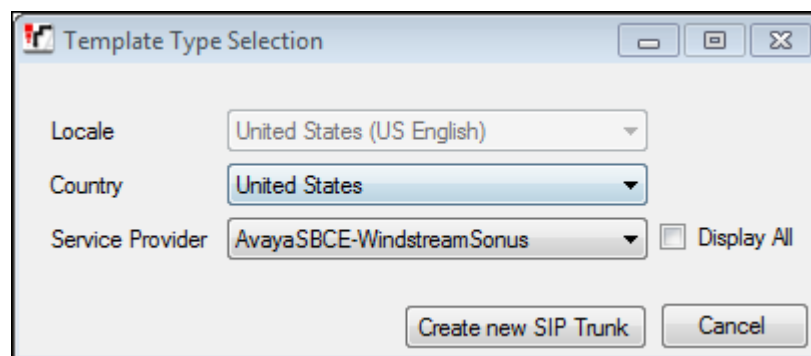 Template Type Selection
Locale United States (US English)
Country United States
Service Provider AvayaSBCE-WindstreamSonus Display All
Create new SIP Trunk Cancel